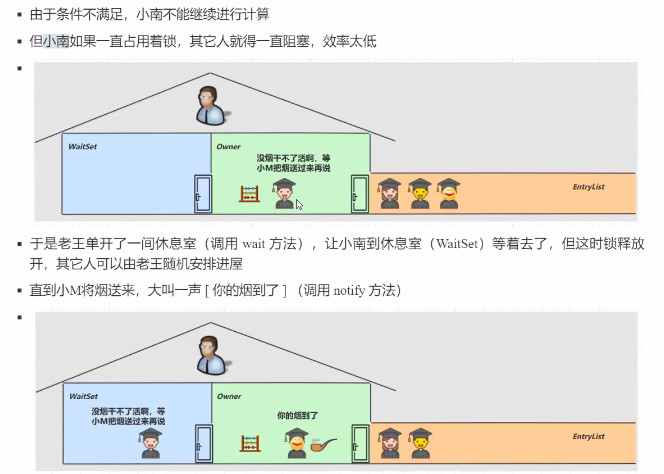 由于条件不满足，小南不能继续进行计算
但小南如果一直占用着锁，其它人就得一直阻塞，效率太低
WaitSet
Owner
没烟干不了活啊，等
小M把烟送过来再说
EntryList
于是老王单开了一间休息室（调用 wait 方法），让小南到休息室（WaitSet）等着去了，但这时锁释放
开，其它人可以由老王随机安排进屋
直到小M将烟送来，大叫一声 [ 你的烟到了 ] （调用 notify 方法）
WaitSet
Owner
没烟干不了活啊，等
小M把烟送过来再说
你的烟到了
EntryList